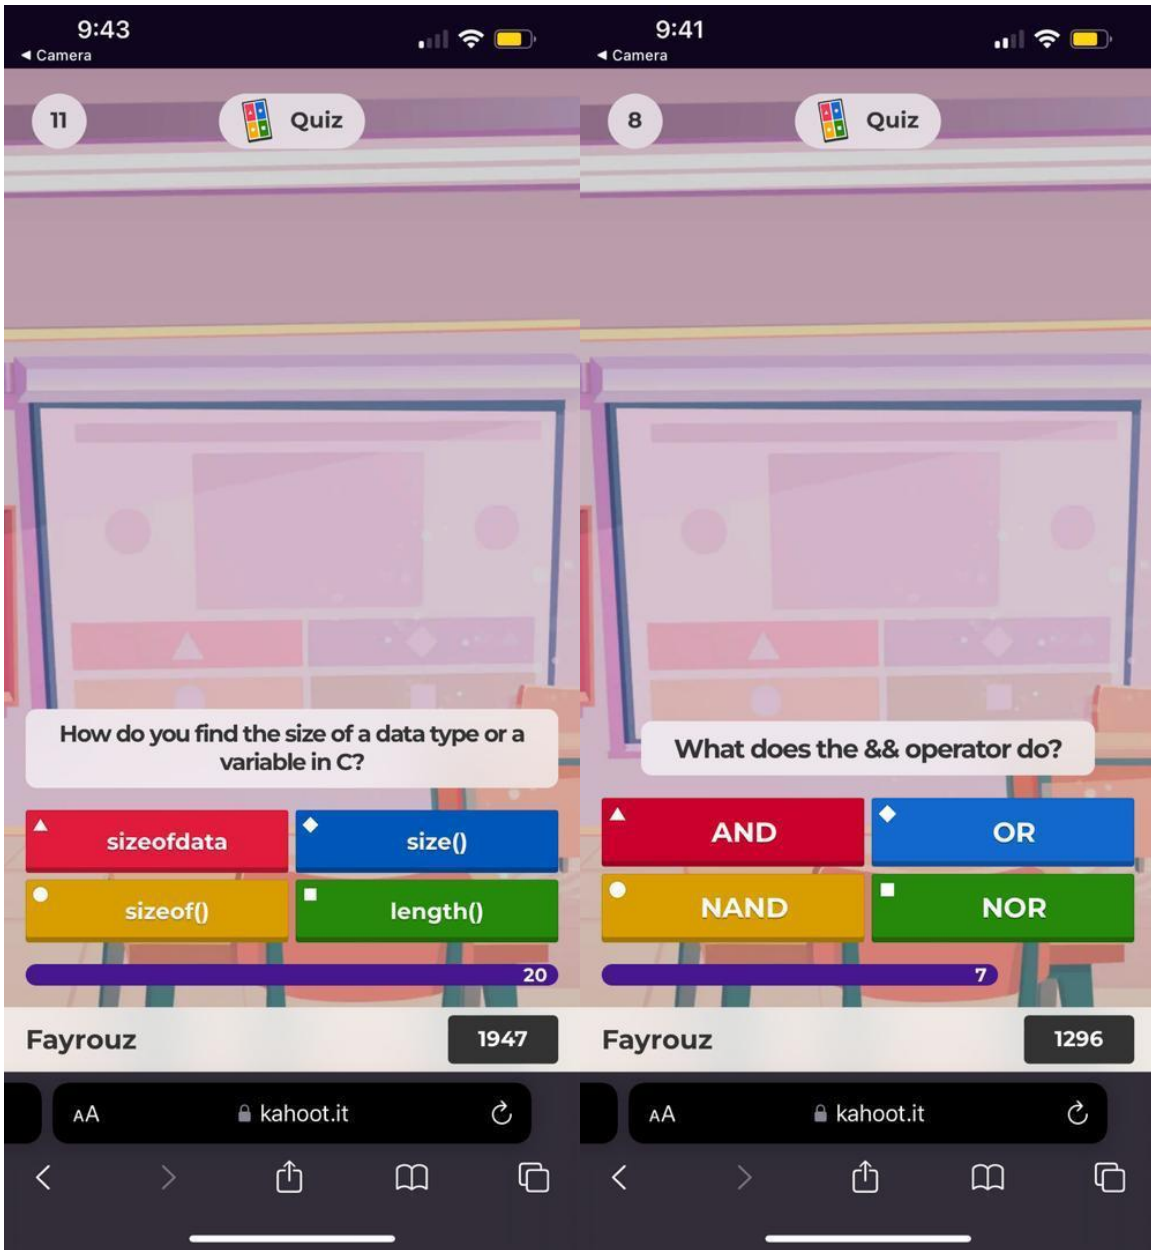 9:43
◀ Camera
11
Quiz
How do you find the size of a data type or a
variable in C?
sizeofdata
size()
sizeof()
length()
20
Fayrouz
1947
AA
kahoot.it
9:41
◀ Camera
8
Quiz
What does the && operator do?
AND
OR
NAND
NOR
7
Fayrouz
1296
AA
kahoot.it